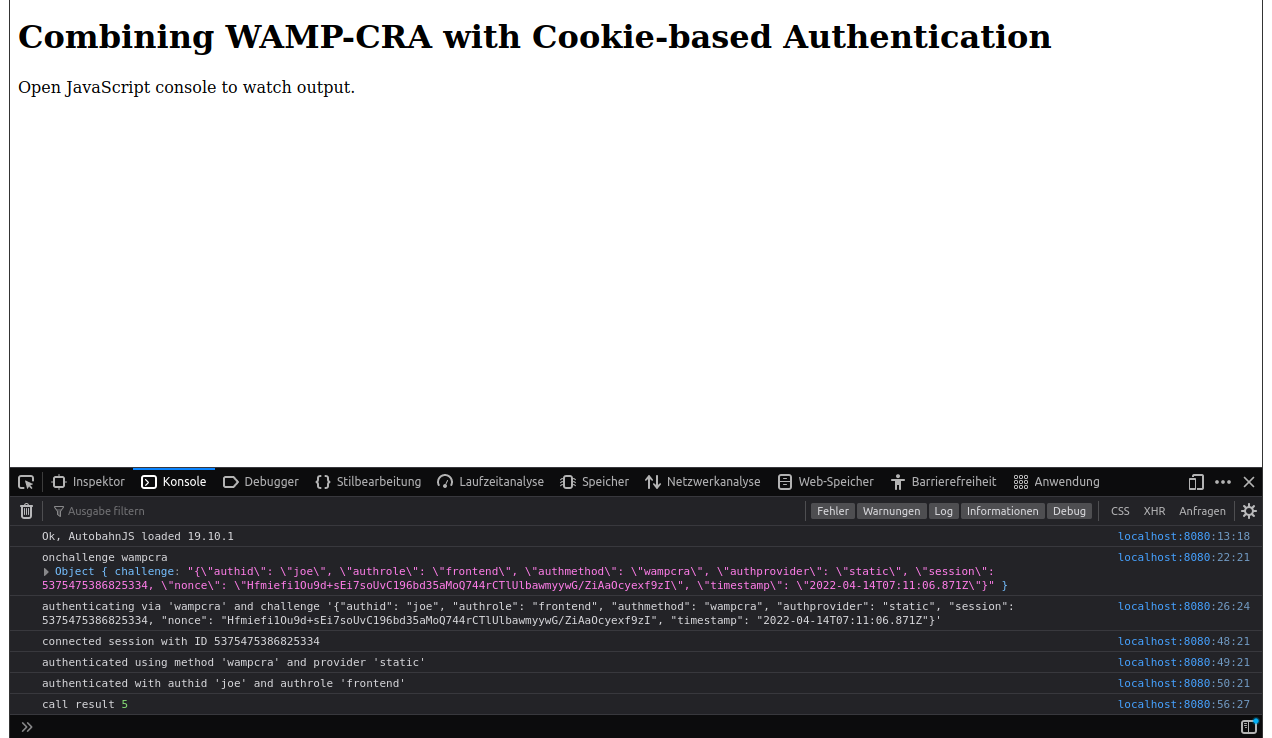 Combining WAMP-CRA with Cookie-based Authentication
Open JavaScript console to watch output.
Inspektor Konsole Debugger Stilbearbeitung Laufzeitanalyse Speicher Netzwerkanalyse Web-Speicher Barrierefreiheit Anwendung
Ausgabe filtern Fehler Warnungen Log Informationen Debug CSS XHR Anfragen
Ok, AutobahnJS loaded 19.10.1 localhost:8080:13:18
onchallenge wampcra localhost:8080:22:21
Object { challenge: "{\"authid\": \"joe\", \"authrole\": \"frontend\", \"authmethod\": \"wampcra\", \"authprovider\": \"static\", \"session\":
5375475386825334, \"nonce\": \"Hfmiefi1Ou9d+sEi7soUvC196bd35aMoQ744rCTlUlbawmyywG/ZiAaOcyexf9zI\", \"timestamp\": \"2022-04-14T07:11:06.871Z\"}" }
authenticating via 'wampcra' and challenge '{"authid": "joe", "authrole": "frontend", "authmethod": "wampcra", "authprovider": "static", "session": localhost:8080:26:24
5375475386825334, "nonce": "Hfmiefi1Ou9d+sEi7soUvC196bd35aMoQ744rCTlUlbawmyywG/ZiAaOcyexf9zI", "timestamp": "2022-04-14T07:11:06.871Z"}'
connected session with ID 5375475386825334 localhost:8080:48:21
authenticated using method 'wampcra' and provider 'static' localhost:8080:49:21
authenticated with authid 'joe' and authrole 'frontend' localhost:8080:50:21
call result 5 localhost:8080:56:27